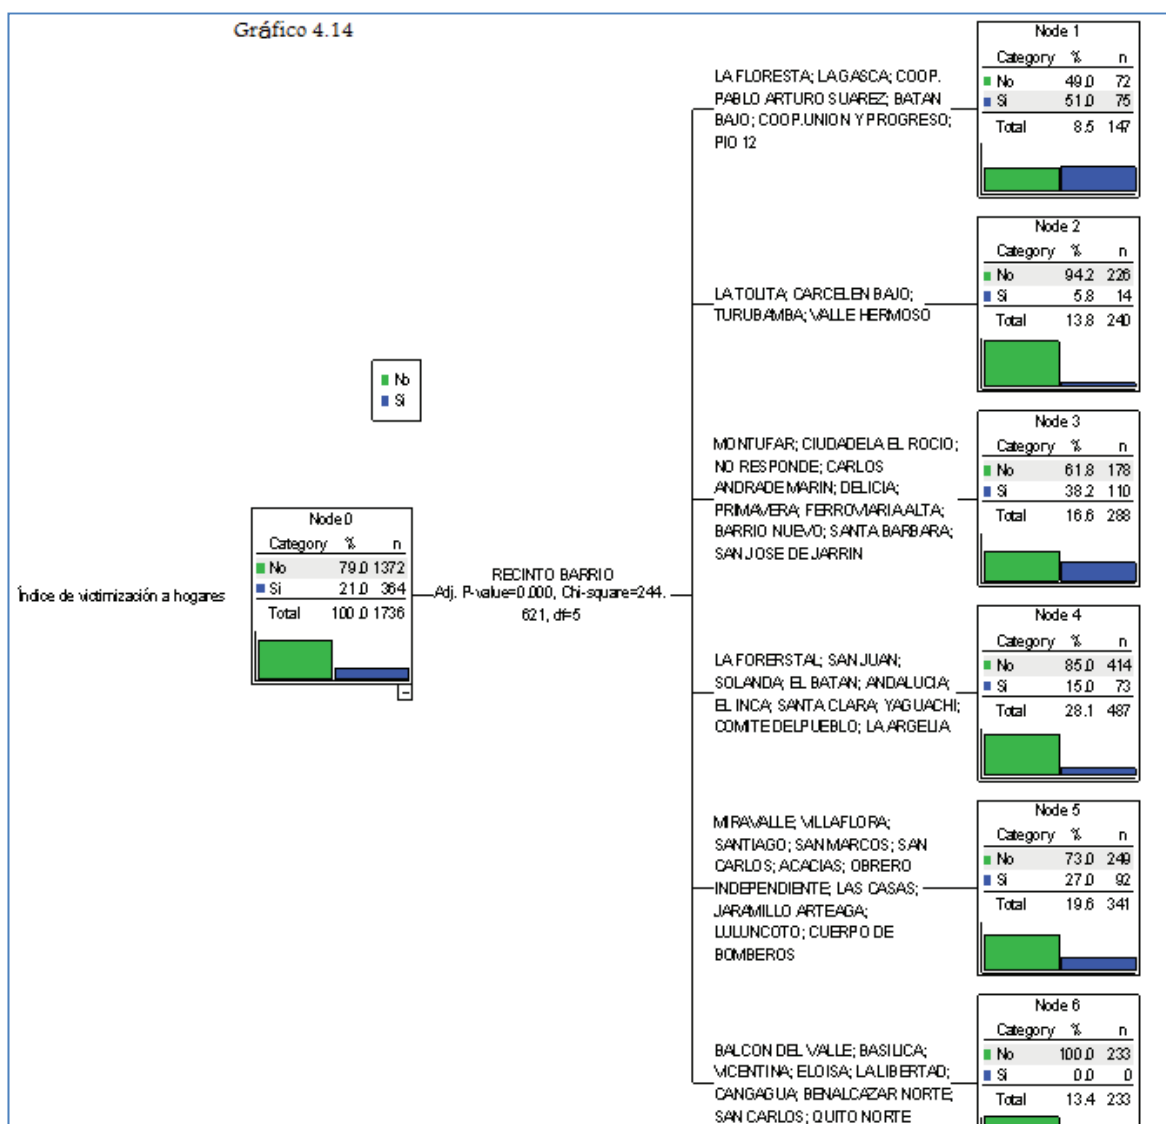 Gráfico 4.14
Node 1
Category % n
No 49.0 72
Si 51.0 75
Total 8.5 147
LA FLORESTA; LA GASCA; COOP.
PABLO ARTURO SUAREZ; BATAN
BAJO; COOP.UNION Y PROGRESO;
PIO 12
Node 2
Category % n
No 94.2 226
Si 5.8 14
Total 13.8 240
LA TOLITA; CARCELEN BAJO;
TURUBAMBA; VALLE HERMOSO
No
Si
Node 3
Category % n
No 61.8 178
Si 38.2 110
Total 16.6 288
MONTUFAR; CIUDADELA EL ROCIO;
NO RESPONDE; CARLOS
ANDRADE MARIN; DELICIA;
PRIMAVERA; FERROVIARIA ALTA;
BARRIO NUEVO; SANTA BARBARA;
SAN JOSE DE JARRIN
Índice de victimización a hogares
Node 0
Category % n
No 79.0 1372
Si 21.0 364
Total 100.0 1736
RECINTO BARRIO
Adj. P-value=0.000, Chi-square=244.
621, df=5
Node 4
Category % n
No 85.0 414
Si 15.0 73
Total 28.1 487
LA FORERSTAL; SAN JUAN;
SOLANDA; EL BATAN; ANDALUCIA;
EL INCA; SANTA CLARA; YAGUACHI;
COMITE DEL PUEBLO; LA ARGELIA
Node 5
Category % n
No 73.0 249
Si 27.0 92
Total 19.6 341
MIRAVALLE; VILLAFLORA;
SANTIAGO; SAN MARCOS; SAN
CARLOS; ACACIAS; OBRERO
INDEPENDIENTE; LAS CASAS;
JARAMILLO ARTEAGA;
LULUNCOTO; CUERPO DE
BOMBEROS
Node 6
Category % n
No 100.0 233
Si 0.0 0
Total 13.4 233
BALCON DEL VALLE; BASILICA;
VICENTINA; ELOISA; LA LIBERTAD;
CANGAGUA; BENALCAZAR NORTE;
SAN CARLOS; QUITO NORTE